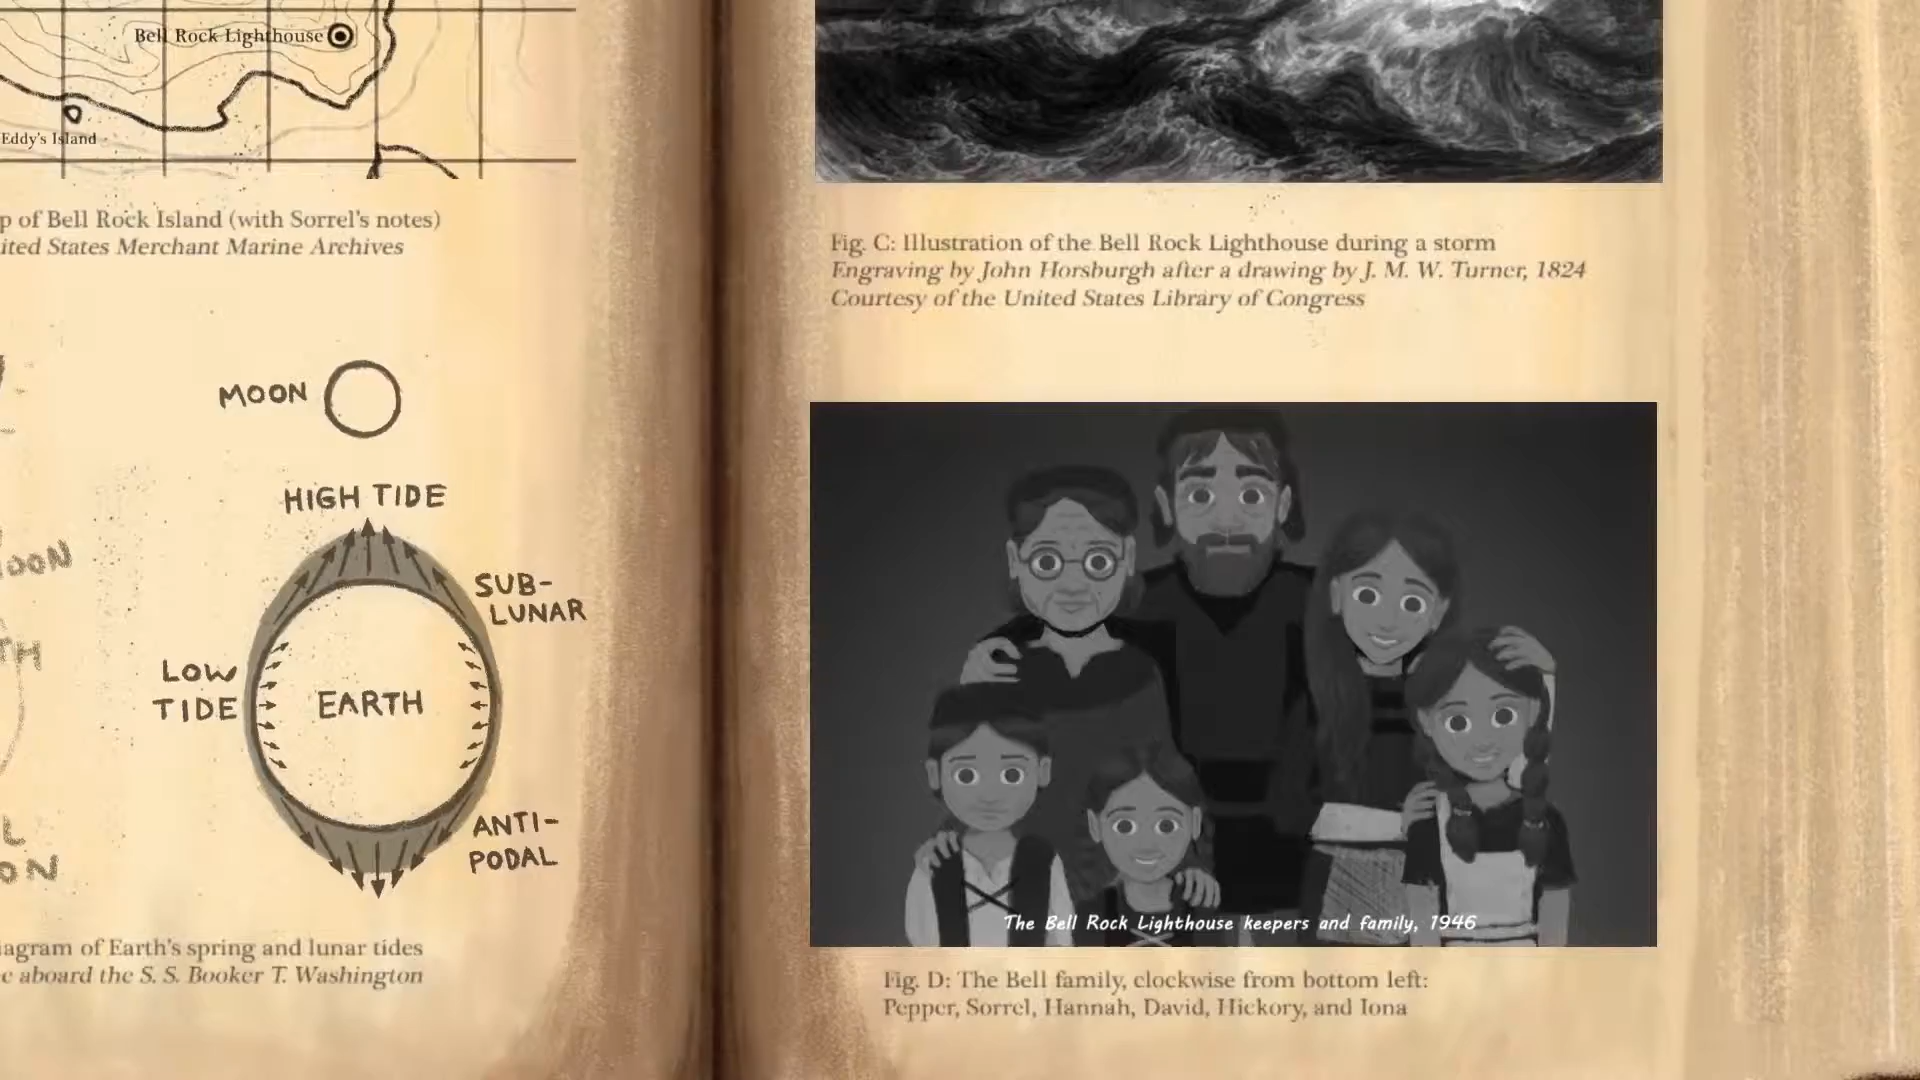 Bell Rock Lighthouse
Eddy's Island
p of Bell Rock Island (with Sorrel's notes)
ited States Merchant Marine Archives
MOON
HIGH TIDE
SUB-
LUNAR
LOW
TIDE
EARTH
ANTI-
PODAL
OON
TH
L
ON
iagram of Earth's spring and lunar tides
e aboard the S. S. Booker T. Washington
Fig. C: Illustration of the Bell Rock Lighthouse during a storm
Engraving by John Horsburgh after a drawing by J. M. W. Turner, 1824
Courtesy of the United States Library of Congress
The Bell Rock Lighthouse keepers and family, 1946
Fig. D: The Bell family, clockwise from bottom left:
Pepper, Sorrel, Hannah, David, Hickory, and Iona